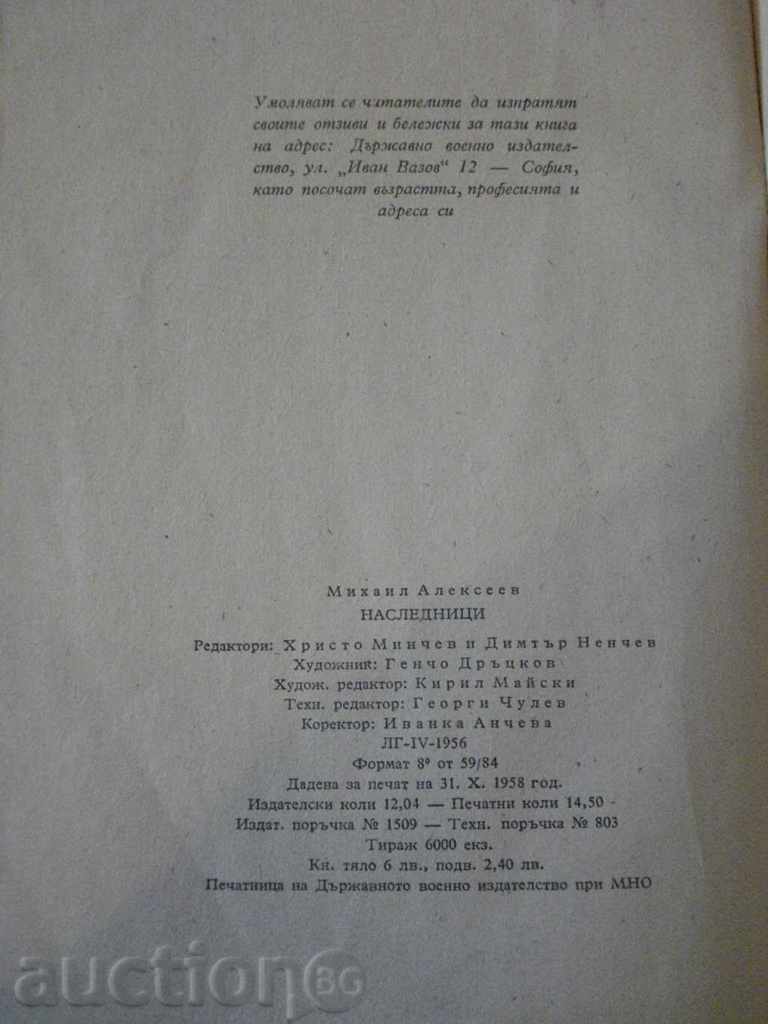 Умоляват се читателите да изпратят
своите отзиви и бележски за тази книга
на адрес: Държавно военно издател-
ство, ул. „Иван Вазов“ 12 — София,
като посочат възрастта, професията и
адреса си
Михаил Алексеев
НАСЛЕДНИЦИ
Редактори: Христо Минчев и Димтър Ненчев
Художник: Генчо Дръцков
Худож. редактор: Кирил Майски
Техн. редактор: Георги Чулев
Коректор: Иванка Анчева
ЛГ-IV-1956
Формат 8° от 59/84
Дадена за печат на 31. X. 1958 год.
Издателски коли 12,04 — Печатни коли 14,50
Издат. поръчка № 1509 — Техн. поръчка № 803
Тираж 6000 екз.
Кн. тяло 6 лв., подв. 2,40 лв.
Печатница на Държавното военно издателство при МНО
auctionBG